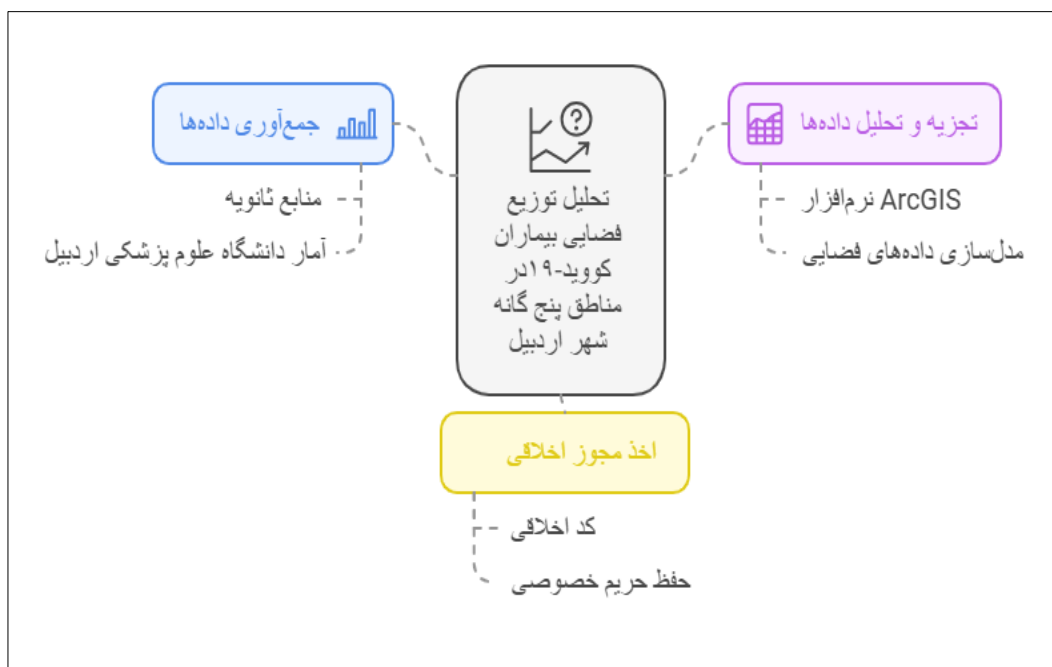 تجزیه و تحلیل داده‌ها
نرم‌افزار ArcGIS
مدل‌سازی داده‌های فضایی
تحلیل توزیع
فضایی بیماران
کووید-۱۹در
مناطق پنج گانه
شهر اردبیل
جمع‌آوری داده‌ها
منابع ثانویه
آمار دانشگاه علوم پزشکی اردبیل
اخذ مجوز اخلاقی
کد اخلاقی
حفظ حریم خصوصی